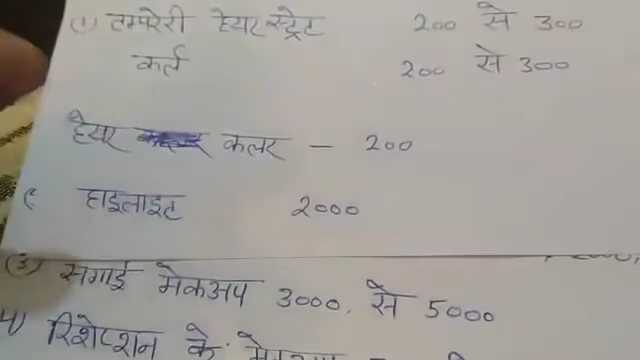 (1) टम्परेरी हेयर स्ट्रेट 200 से 300
कर्ल 200 से 300
हेयर कलर — 200
हाइलाइट 2000
(3) सगाई मेकअप 3000, से 5000
4) रिशेप्शन के